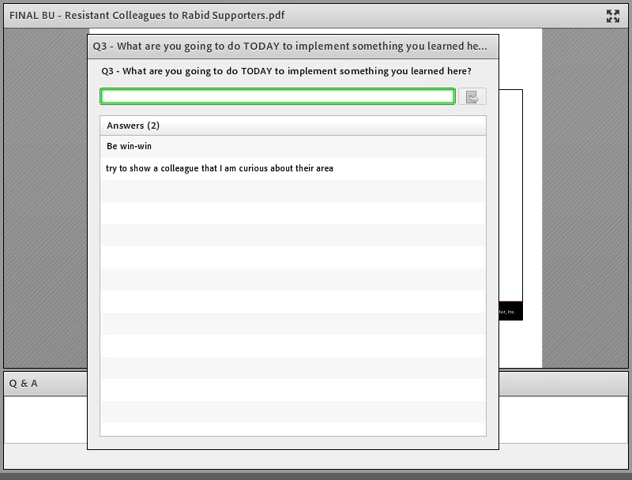 FINAL BU - Resistant Colleagues to Rabid Supporters.pdf
Q3 - What are you going to do TODAY to implement something you learned he...
Q3 - What are you going to do TODAY to implement something you learned here?
Answers (2)
Be win-win
try to show a colleague that I am curious about their area
Inc.
Q & A